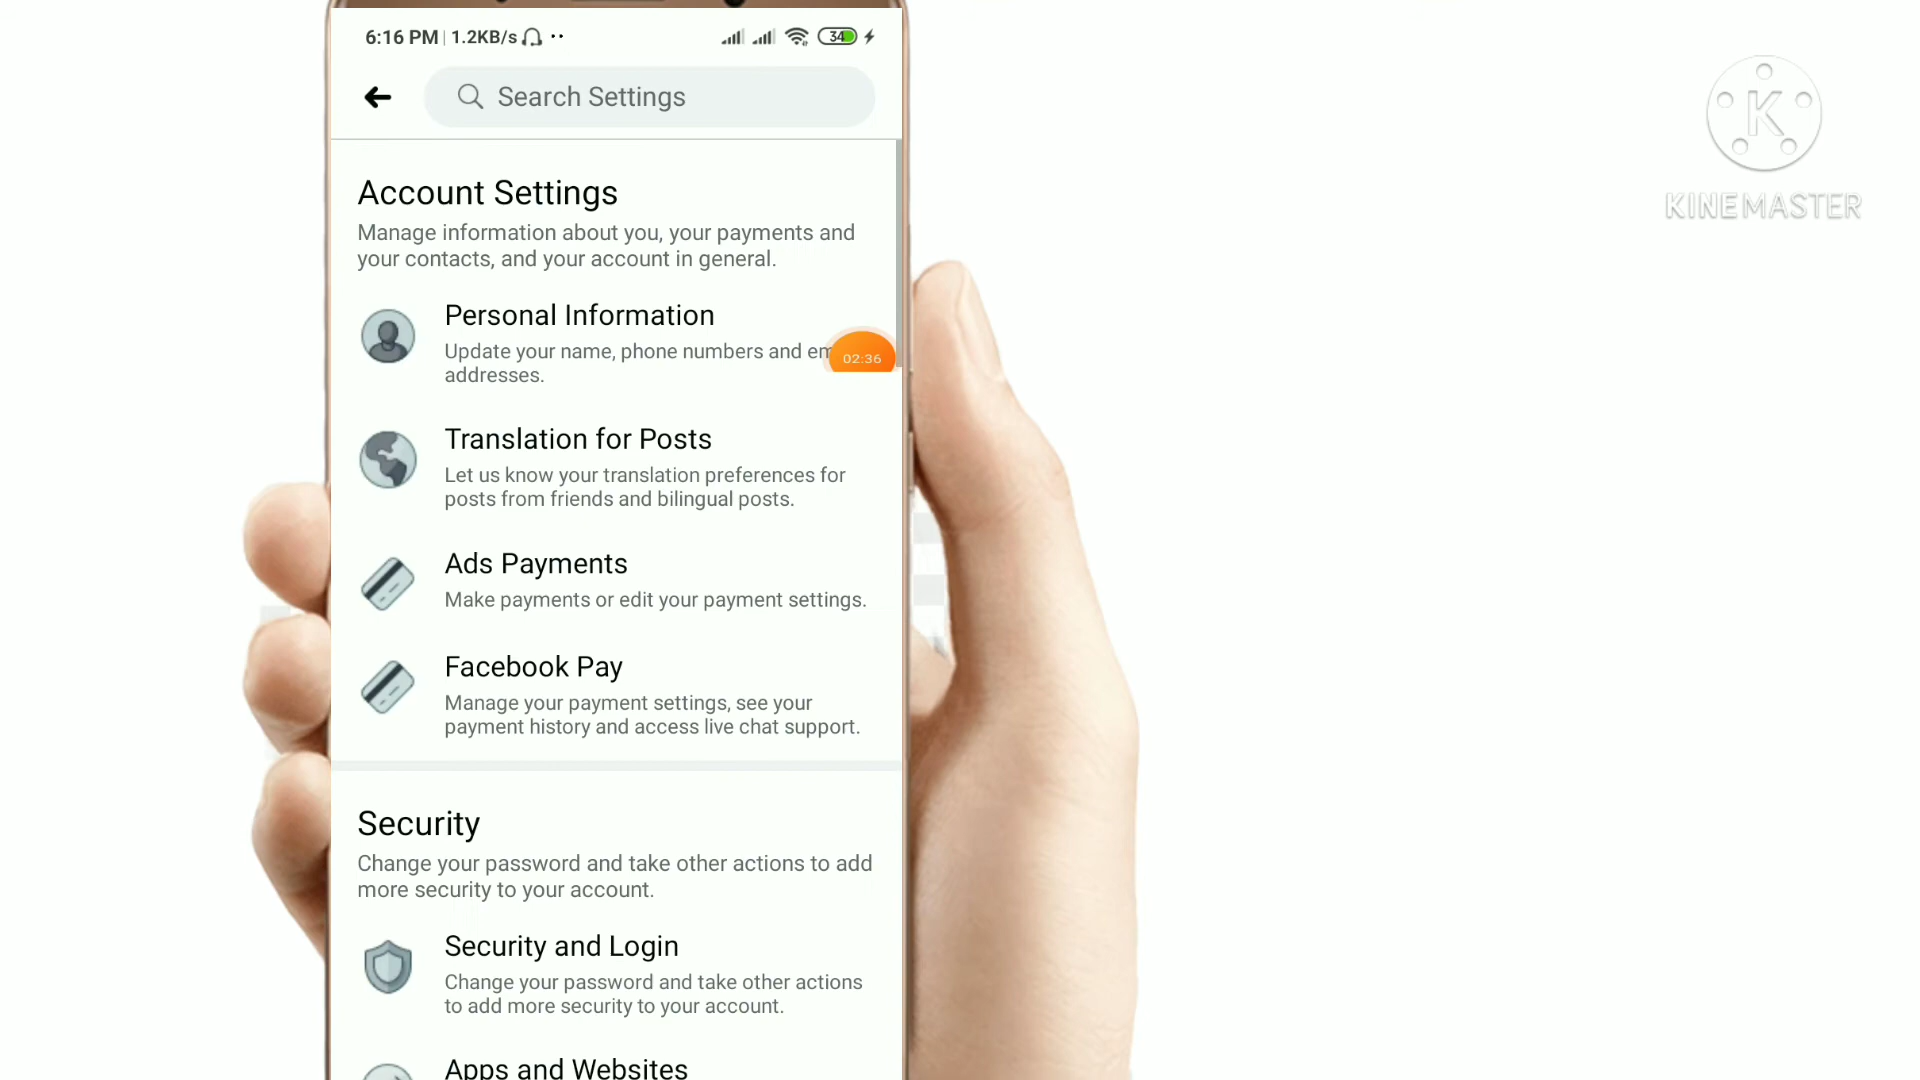 6:16 PM | 1.2KB/s
34
Search Settings
Account Settings
Manage information about you, your payments and
your contacts, and your account in general.
Personal Information
Update your name, phone numbers and em
addresses.
02:36
Translation for Posts
Let us know your translation preferences for
posts from friends and bilingual posts.
Ads Payments
Make payments or edit your payment settings.
Facebook Pay
Manage your payment settings, see your
payment history and access live chat support.
Security
Change your password and take other actions to add
more security to your account.
Security and Login
Change your password and take other actions
to add more security to your account.
Apps and Websites
K
KINEMASTER